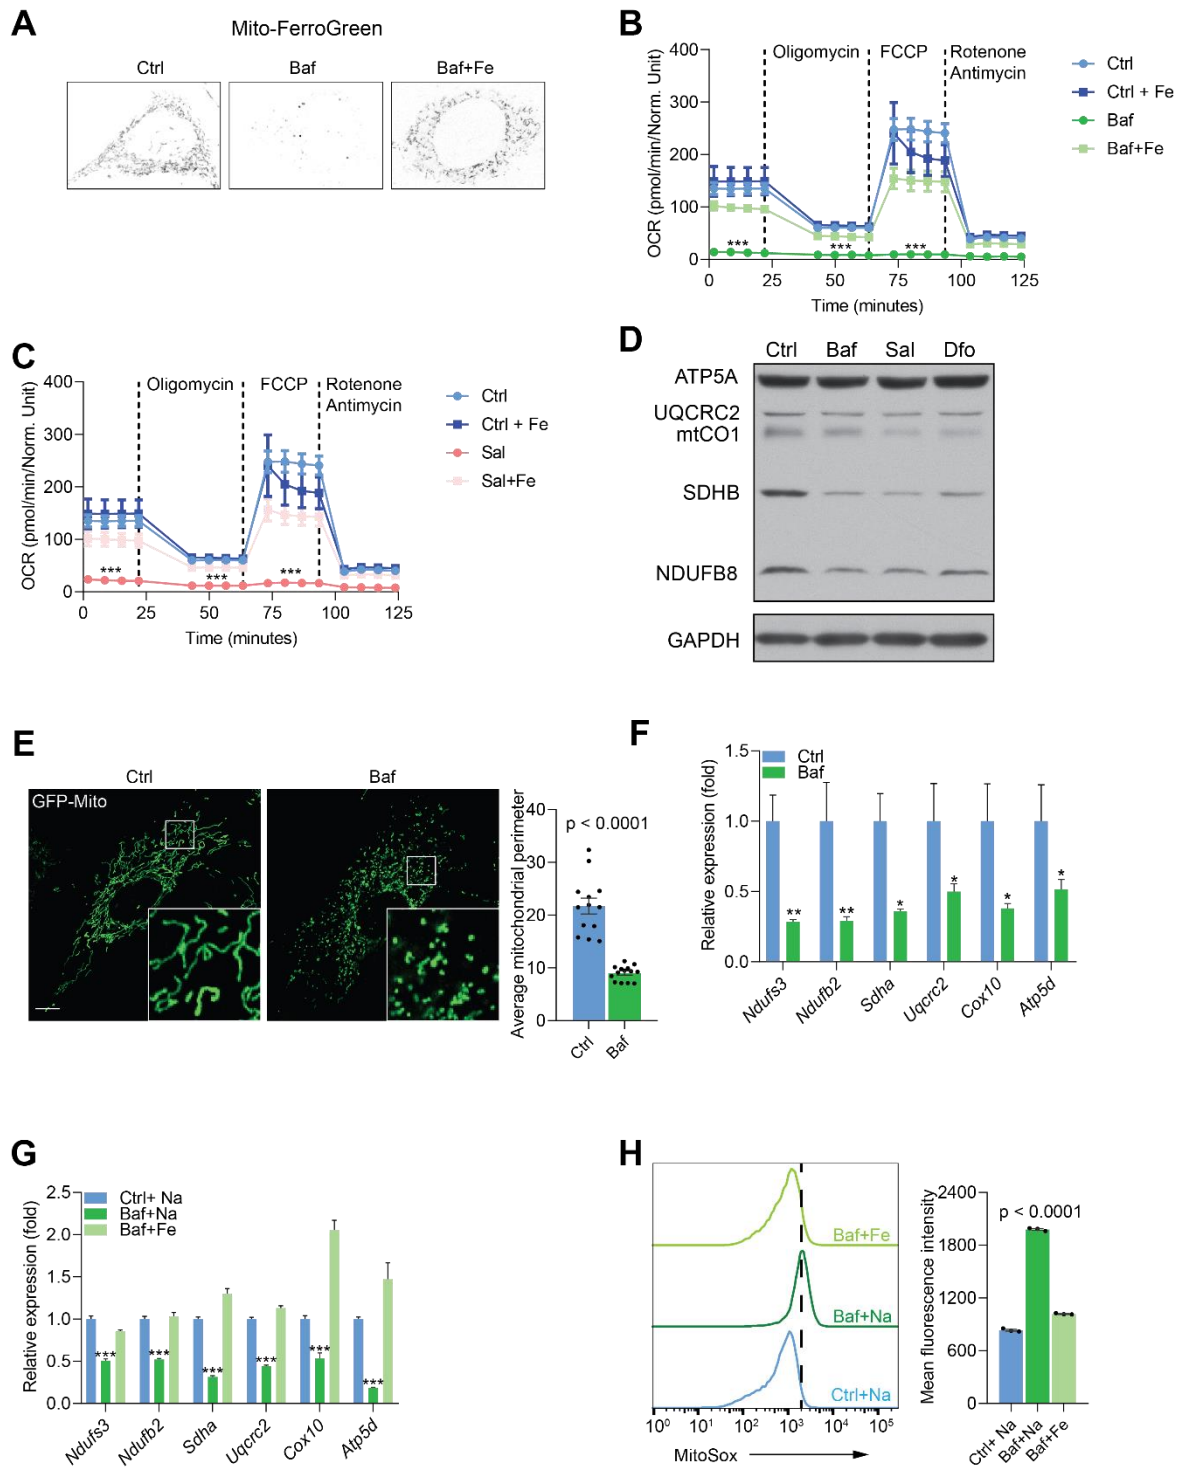 A
Mito-FerroGreen
Ctrl Baf Baf+Fe
B
OCR (pmol/min/Norm. Unit)
400
300
200
100
0
Oligomycin FCCP Rotenone
Antimycin
*** *** ***
0 25 50 75 100 125
Time (minutes)
Ctrl
Ctrl + Fe
Baf
Baf+Fe
C
OCR (pmol/min/Norm. Unit)
400
300
200
100
0
Oligomycin FCCP Rotenone
Antimycin
*** *** ***
0 25 50 75 100 125
Time (minutes)
Ctrl
Ctrl + Fe
Sal
Sal+Fe
D
Ctrl Baf Sal Dfo
ATP5A
UQCRC2
mtCO1
SDHB
NDUFB8
GAPDH
E
Ctrl Baf
GFP-Mito
Average mitochondrial perimeter
40
30
20
10
0
p < 0.0001
Ctrl Baf
F
Relative expression (fold)
1.5
1.0
0.5
0.0
Ctrl
Baf
** ** * * * *
Ndufs3 Ndufb2 Sdha Uqcrc2 Cox10 Atp5d
G
Relative expression (fold)
2.5
2.0
1.5
1.0
0.5
0.0
Ctrl+ Na
Baf+Na
Baf+Fe
*** *** *** *** *** ***
Ndufs3 Ndufb2 Sdha Uqcrc2 Cox10 Atp5d
H
Baf+Fe
Baf+Na
Ctrl+Na
10⁰ 10¹ 10² 10³ 10⁴ 10⁵
MitoSox
Mean fluorescence intensity
2400
1800
1200
600
0
p < 0.0001
Ctrl+ Na Baf+Na Baf+Fe